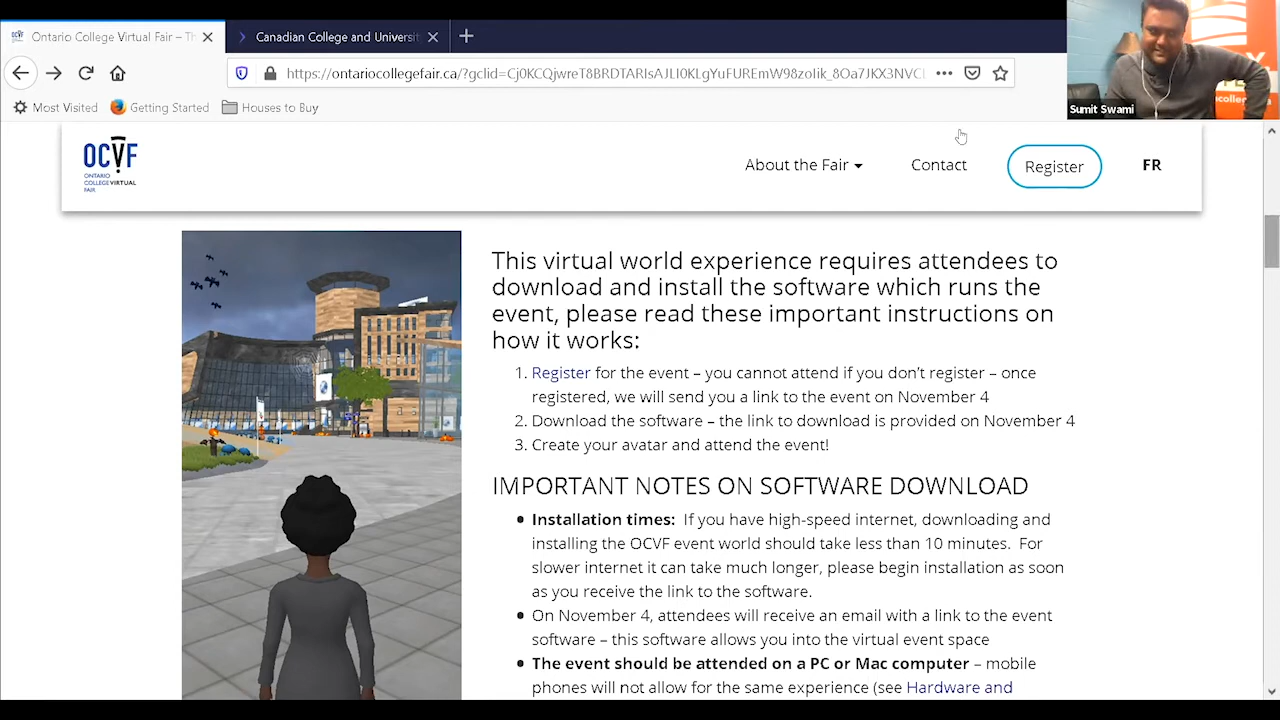 OCVF Ontario College Virtual Fair – Th
Canadian College and Universit
https://ontariocollegefair.ca/?gclid=
Most Visited
Getting Started
Houses to Buy
Sumit Swami
OCVF
ONTARIO
COLLEGE VIRTUAL
FAIR
About the Fair
Contact
Register
FR
This virtual world experience requires attendees to
download and install the software which runs the
event, please read these important instructions on
how it works:
1. Register for the event – you cannot attend if you don't register – once
registered, we will send you a link to the event on November 4
2. Download the software – the link to download is provided on November 4
3. Create your avatar and attend the event!
IMPORTANT NOTES ON SOFTWARE DOWNLOAD
• Installation times: If you have high-speed internet, downloading and
installing the OCVF event world should take less than 10 minutes. For
slower internet it can take much longer, please begin installation as soon
as you receive the link to the software.
• On November 4, attendees will receive an email with a link to the event
software – this software allows you into the virtual event space
• The event should be attended on a PC or Mac computer – mobile
phones will not allow for the same experience (see Hardware and